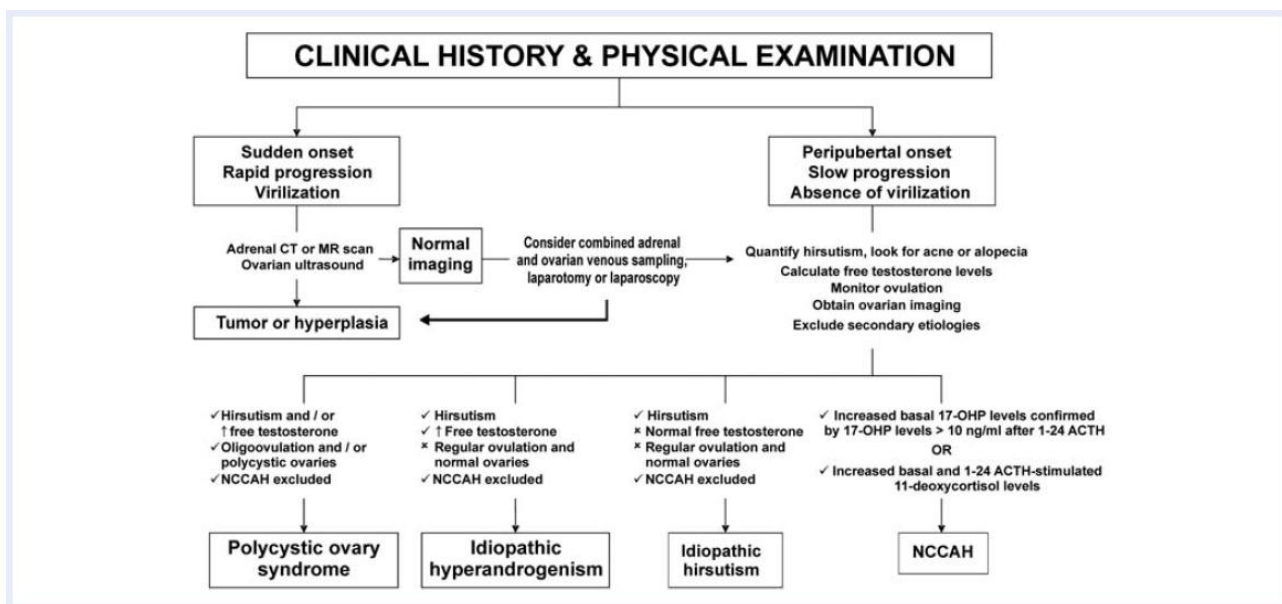 CLINICAL HISTORY & PHYSICAL EXAMINATION
Sudden onset
Rapid progression
Virilization
Peripubertal onset
Slow progression
Absence of virilization
Adrenal CT or MR scan
Ovarian ultrasound
Normal
imaging
Consider combined adrenal
and ovarian venous sampling,
laparotomy or laparoscopy
Quantify hirsutism, look for acne or alopecia
Calculate free testosterone levels
Monitor ovulation
Obtain ovarian imaging
Exclude secondary etiologies
Tumor or hyperplasia
✓ Hirsutism and / or
↑ free testosterone
✓ Oligoovulation and / or
polycystic ovaries
✓ NCCAH excluded
✓ Hirsutism
✓ ↑ Free testosterone
× Regular ovulation and
normal ovaries
✓ NCCAH excluded
✓ Hirsutism
× Normal free testosterone
× Regular ovulation and
normal ovaries
✓ NCCAH excluded
✓ Increased basal 17-OHP levels confirmed
by 17-OHP levels > 10 ng/ml after 1-24 ACTH
OR
✓ Increased basal and 1-24 ACTH-stimulated
11-deoxycortisol levels
Polycystic ovary
syndrome
Idiopathic
hyperandrogenism
Idiopathic
hirsutism
NCCAH